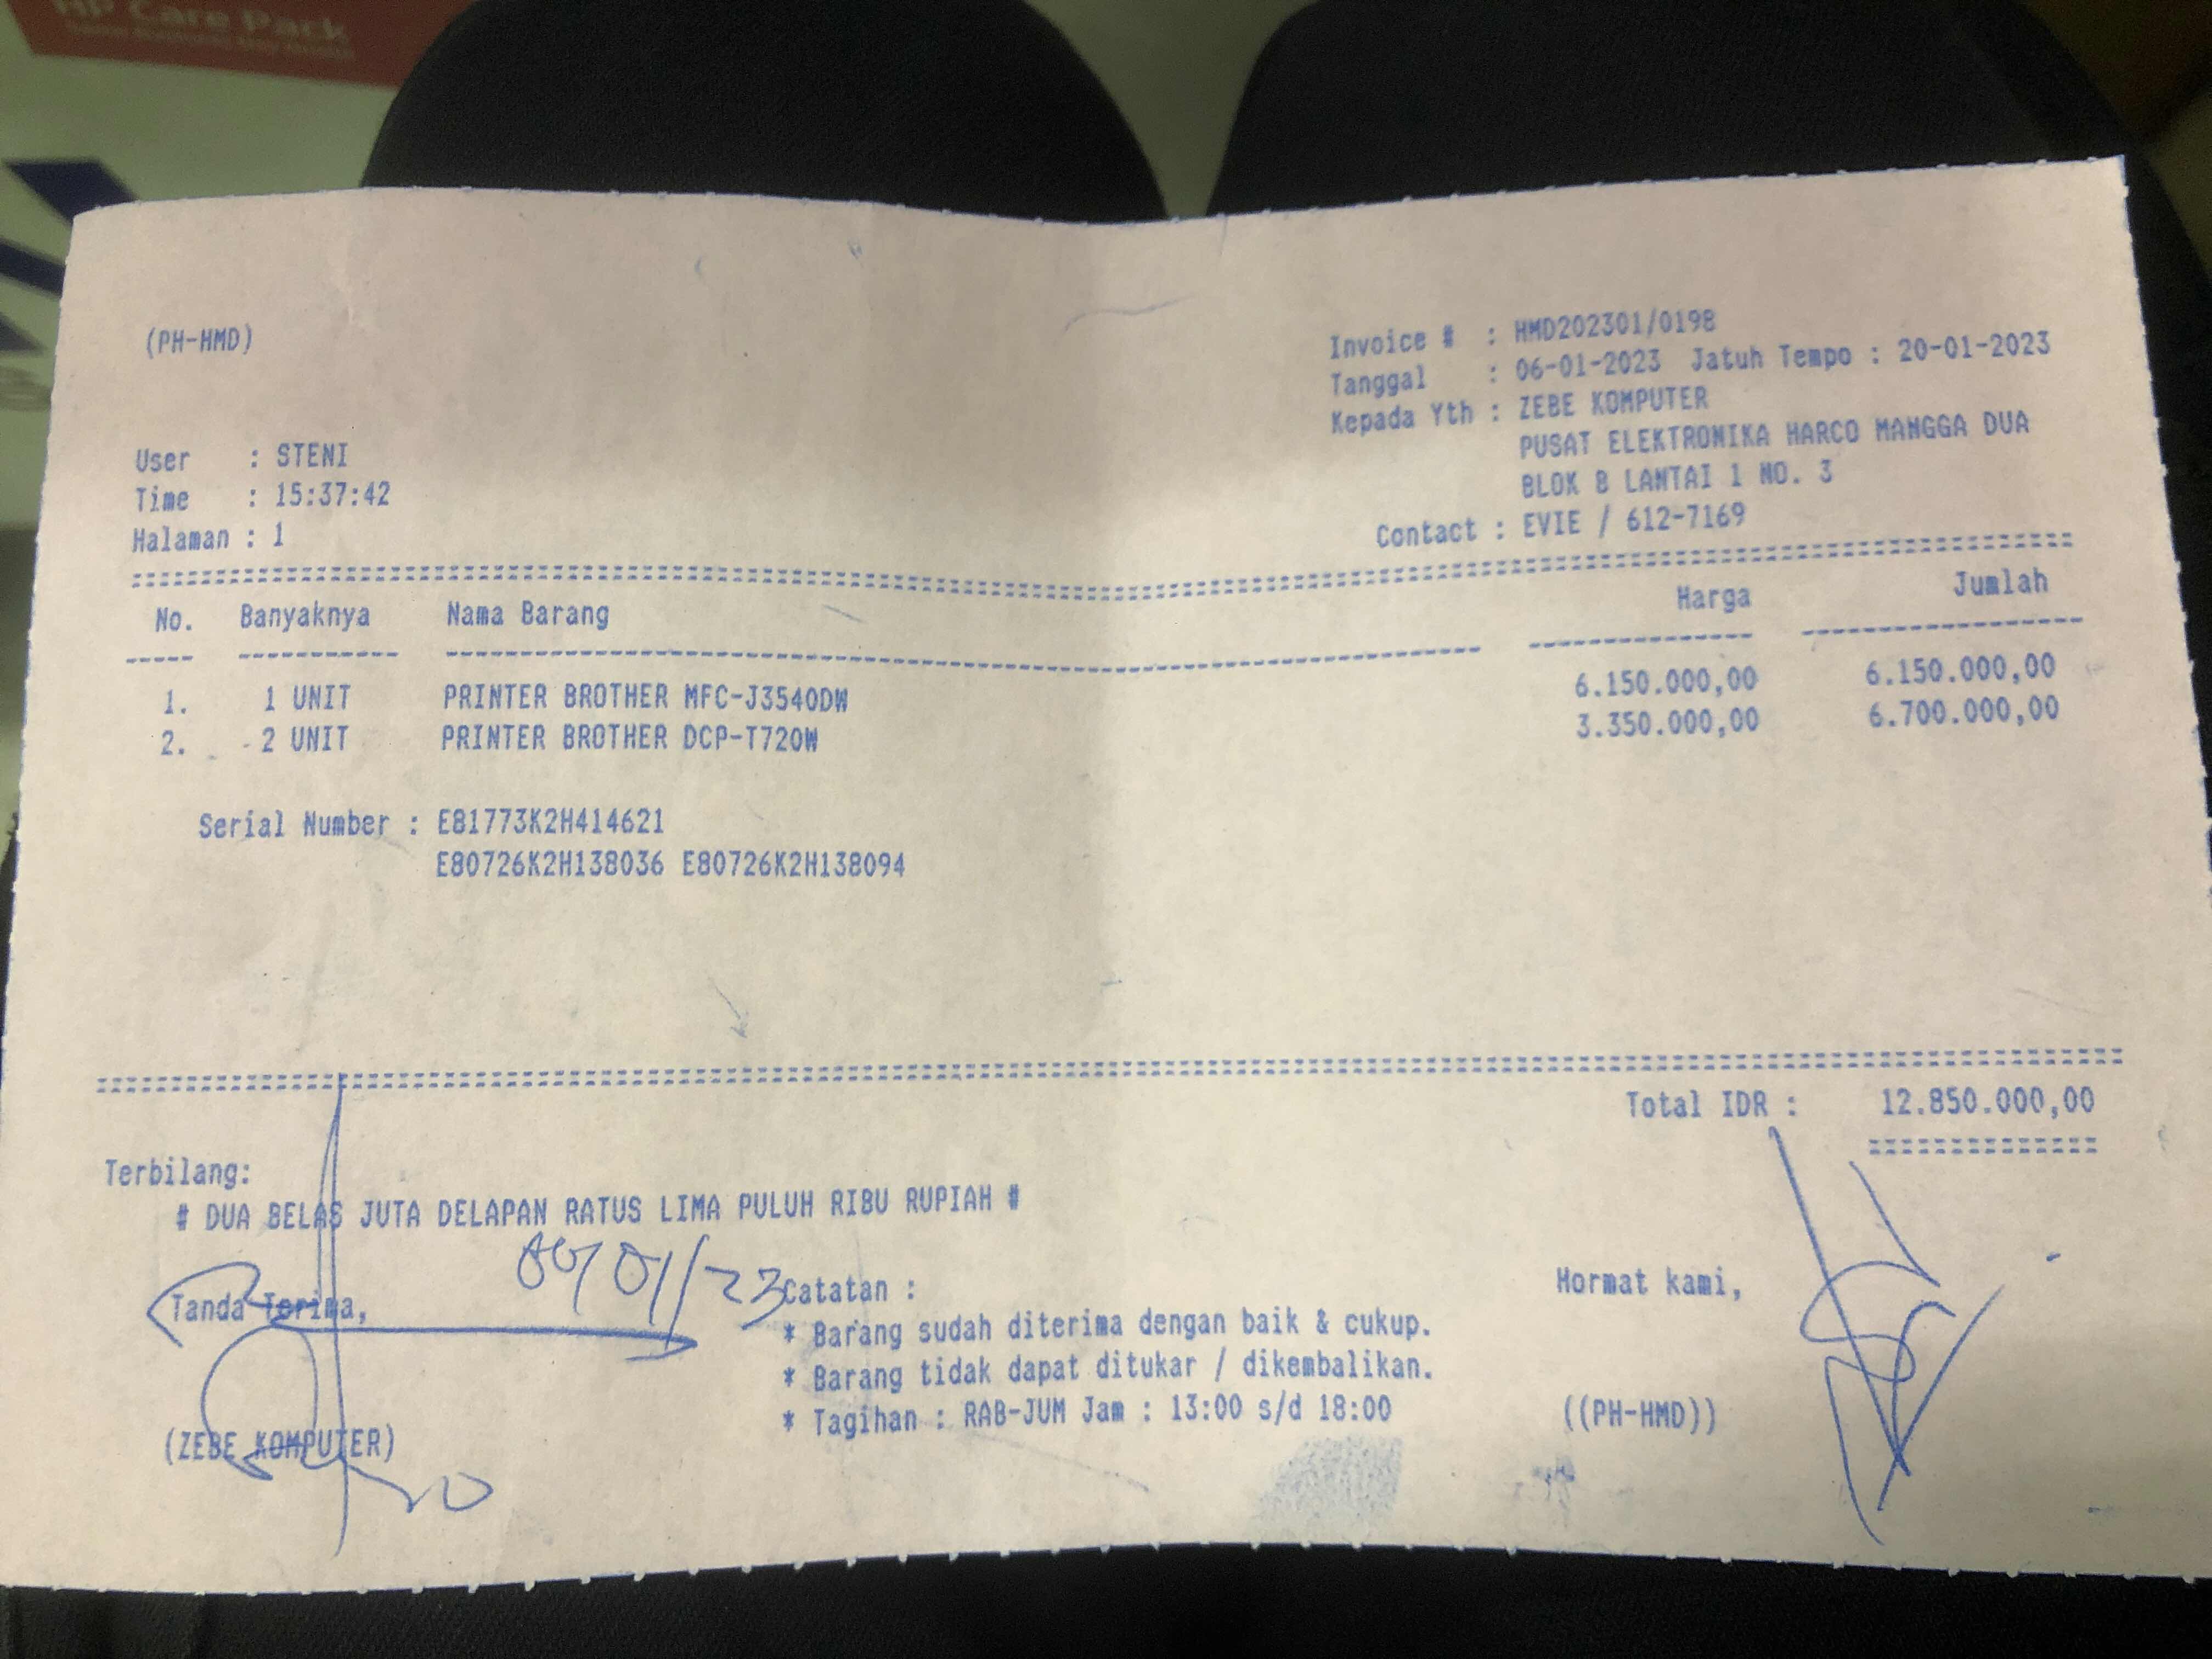 HP Care Pack
(PH-HMD)
Invoice # : HMD202301/0198
Tanggal : 06-01-2023 Jatuh Tempo : 20-01-2023
Kepada Yth : ZEBE KOMPUTER
PUSAT ELEKTRONIKA HARCO MANGGA DUA
BLOK B LANTAI 1 NO. 3
Contact : EVIE / 612-7169
User : STENI
Time : 15:37:42
Halaman : 1
No. Banyaknya Nama Barang Harga Jumlah
1. 1 UNIT PRINTER BROTHER MFC-J3540DW 6.150.000,00 6.150.000,00
2. 2 UNIT PRINTER BROTHER DCP-T720W 3.350.000,00 6.700.000,00
Serial Number : E81773K2H414621
E80726K2H138036 E80726K2H138094
Total IDR : 12.850.000,00
Terbilang:
# DUA BELAS JUTA DELAPAN RATUS LIMA PULUH RIBU RUPIAH #
Tanda Terima,
(ZEBE KOMPUTER)
Catatan :
* Barang sudah diterima dengan baik & cukup.
* Barang tidak dapat ditukar / dikembalikan.
* Tagihan : RAB-JUM Jam : 13:00 s/d 18:00
Hormat kami,
((PH-HMD))